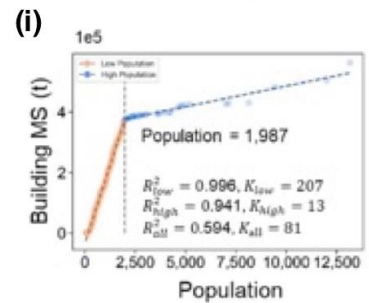 (i)
1e5
Low Population
High Population
Building MS (t)
4
2
0
Population = 1,987
R²low = 0.996, Klow = 207
R²high = 0.941, Khigh = 13
R²all = 0.594, Kall = 81
0 2,500 5,000 7,500 10,000 12,500
Population